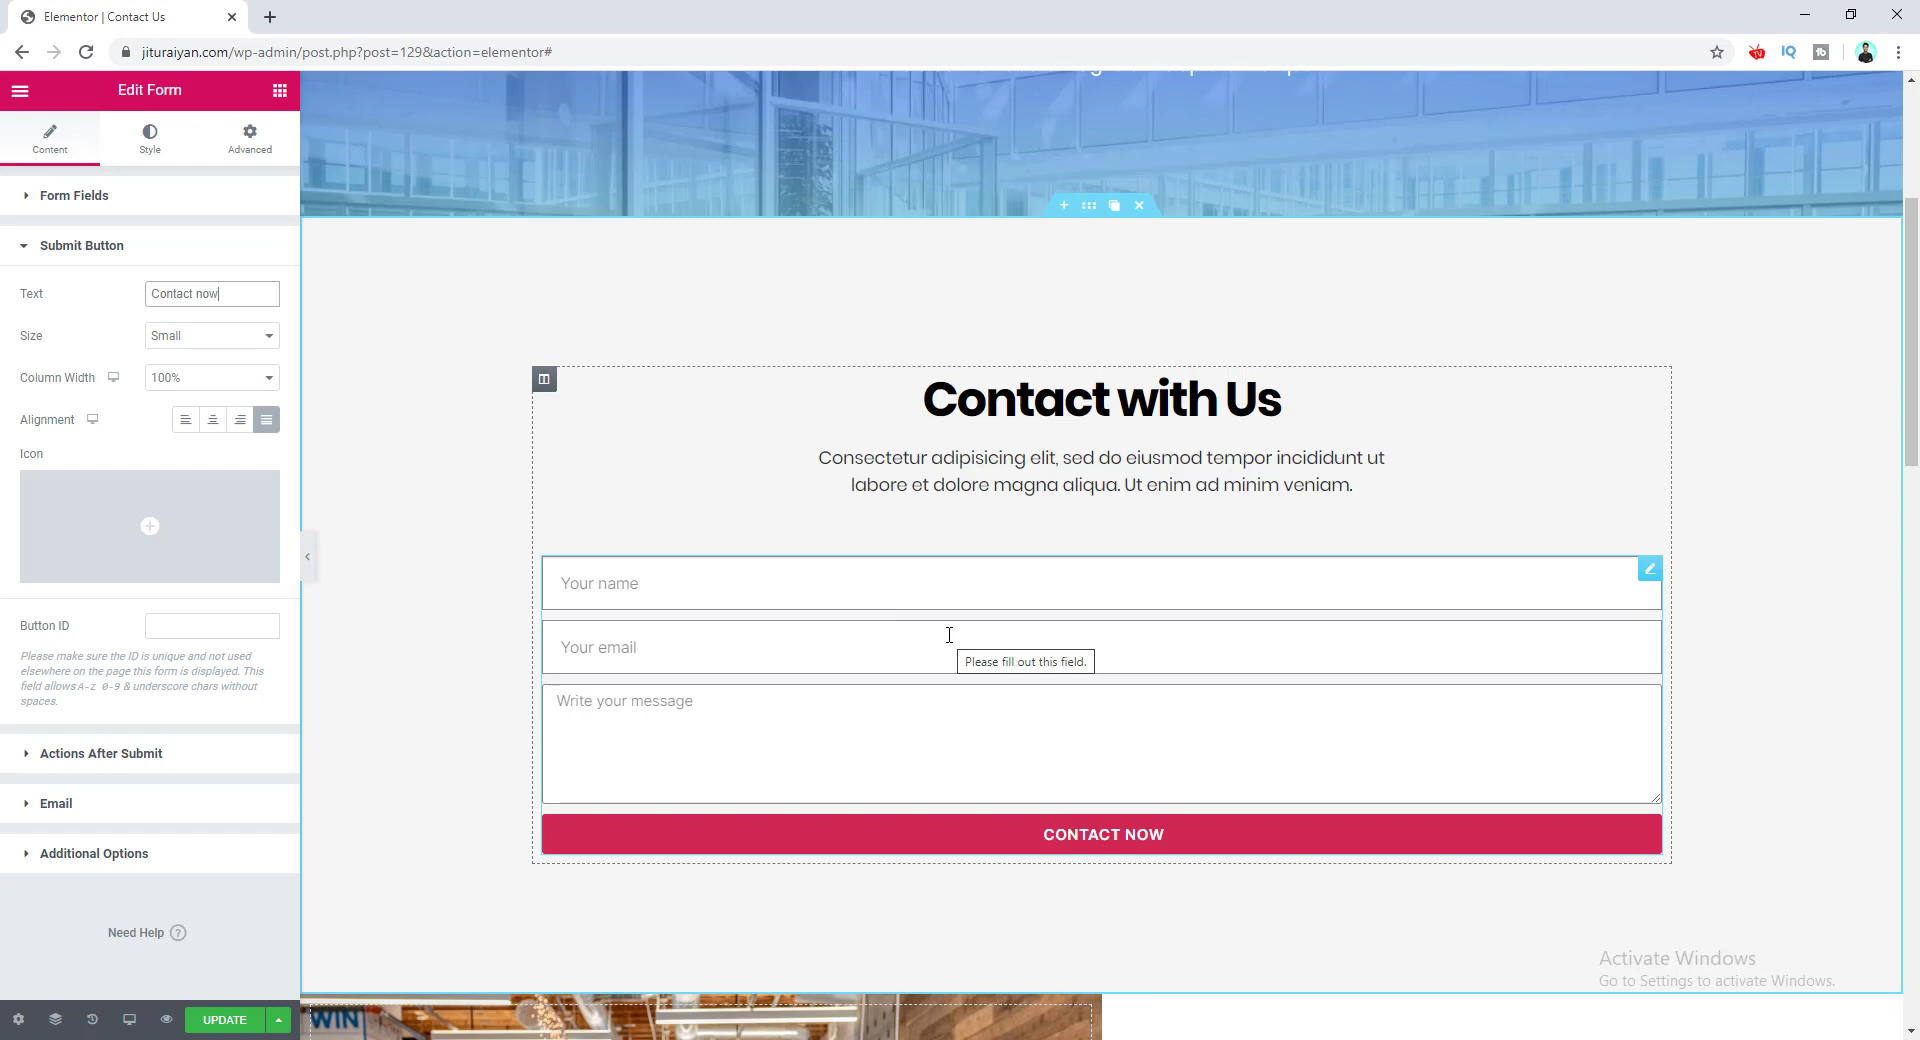 Elementor | Contact Us
jituraiyan.com/wp-admin/post.php?post=129&action=elementor#
Edit Form
Content
Style
Advanced
Form Fields
Submit Button
Text
Contact now
Size
Small
Column Width
100%
Alignment
Icon
Button ID
Please make sure the ID is unique and not used
elsewhere on the page this form is displayed. This
field allows A-z 0-9 & underscore chars without
spaces.
Actions After Submit
Email
Additional Options
Need Help
UPDATE
Contact with Us
Consectetur adipisicing elit, sed do eiusmod tempor incididunt ut
labore et dolore magna aliqua. Ut enim ad minim veniam.
Your name
Your email
Please fill out this field.
Write your message
CONTACT NOW
Activate Windows
Go to Settings to activate Windows.
WIN